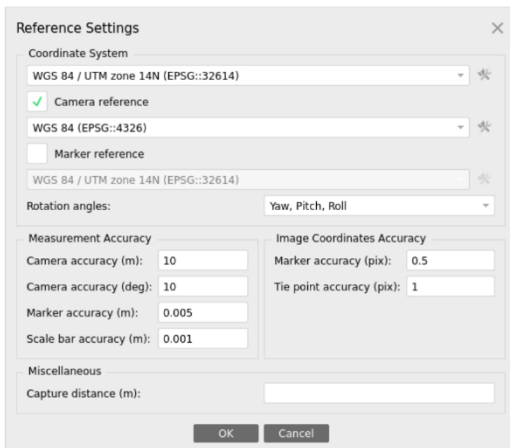 Reference Settings
Coordinate System
WGS 84 / UTM zone 14N (EPSG::32614)
Camera reference
WGS 84 (EPSG::4326)
Marker reference
WGS 84 / UTM zone 14N (EPSG::32614)
Rotation angles: Yaw, Pitch, Roll
Measurement Accuracy
Camera accuracy (m): 10
Camera accuracy (deg): 10
Marker accuracy (m): 0.005
Scale bar accuracy (m): 0.001
Image Coordinates Accuracy
Marker accuracy (pix): 0.5
Tie point accuracy (pix): 1
Miscellaneous
Capture distance (m):
OK Cancel